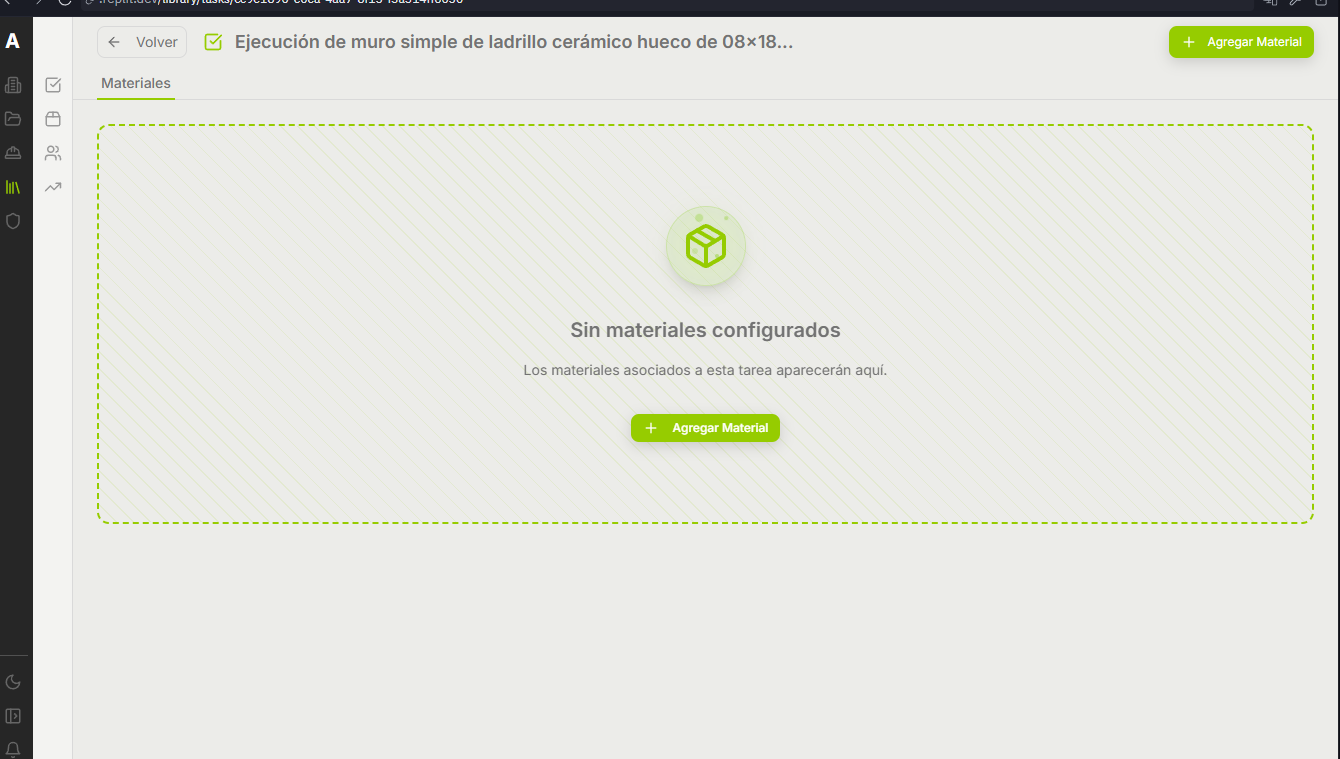 A
Volver
Ejecución de muro simple de ladrillo cerámico hueco de 08×18...
Agregar Material
Materiales
Sin materiales configurados
Los materiales asociados a esta tarea aparecerán aquí.
Agregar Material